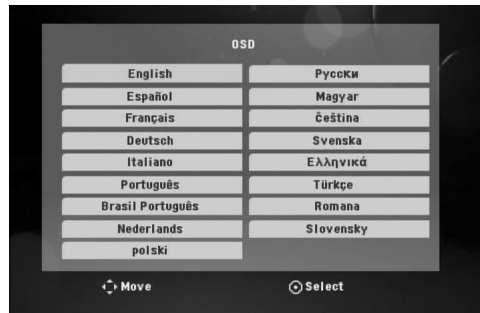 OSD
English
Español
Français
Deutsch
Italiano
Português
Brasil Português
Nederlands
polski
Русски
Magyar
čeština
Svenska
Ελληνικά
Türkçe
Romana
Slovensky
Move
Select